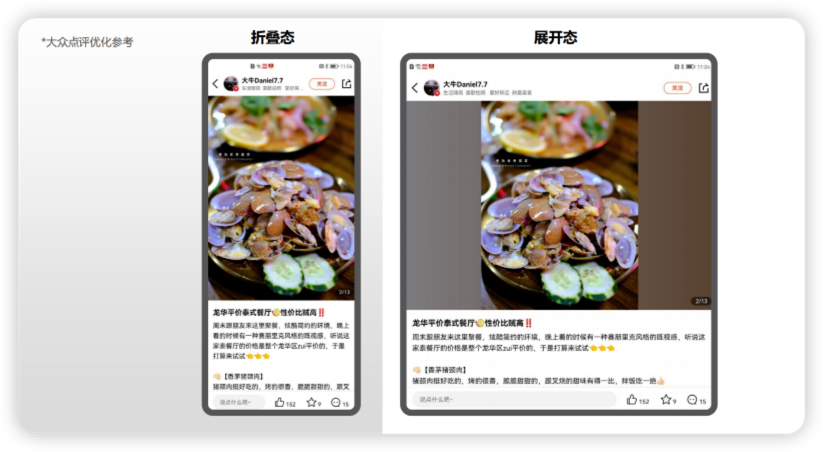 *大众点评优化参考
折叠态
展开态
11:04
大牛Daniel7.7
关注
2/13
龙华平价泰式餐厅🤩性价比贼高‼️
周末跟朋友来这里聚餐，炫酷简约的环境，晚上
看的时候有一种赛朋里克风格的既视感，听说这
家泰餐厅的价格是整个龙华区zui平价的，于是
打算来试试👈👈👈
👊🏻【香茅猪颈肉】
猪颈肉挺好吃的，烤的很香，脆脆甜甜的，跟叉
说点什么吧~
152
9
15
11:04
大牛Daniel7.7
关注
2/13
龙华平价泰式餐厅🤩性价比贼高‼️
周末跟朋友来这里聚餐，炫酷简约的环境，晚上看的时候有一种赛朋里克风格的既视感，听说这
家泰餐厅的价格是整个龙华区zui平价的，于是打算来试试👈👈👈
👊🏻【香茅猪颈肉】
猪颈肉挺好吃的，烤的很香，脆脆甜甜的，跟叉烧的甜味有得一比，拌饭吃一绝👍🏻
说点什么吧~
152
9
15